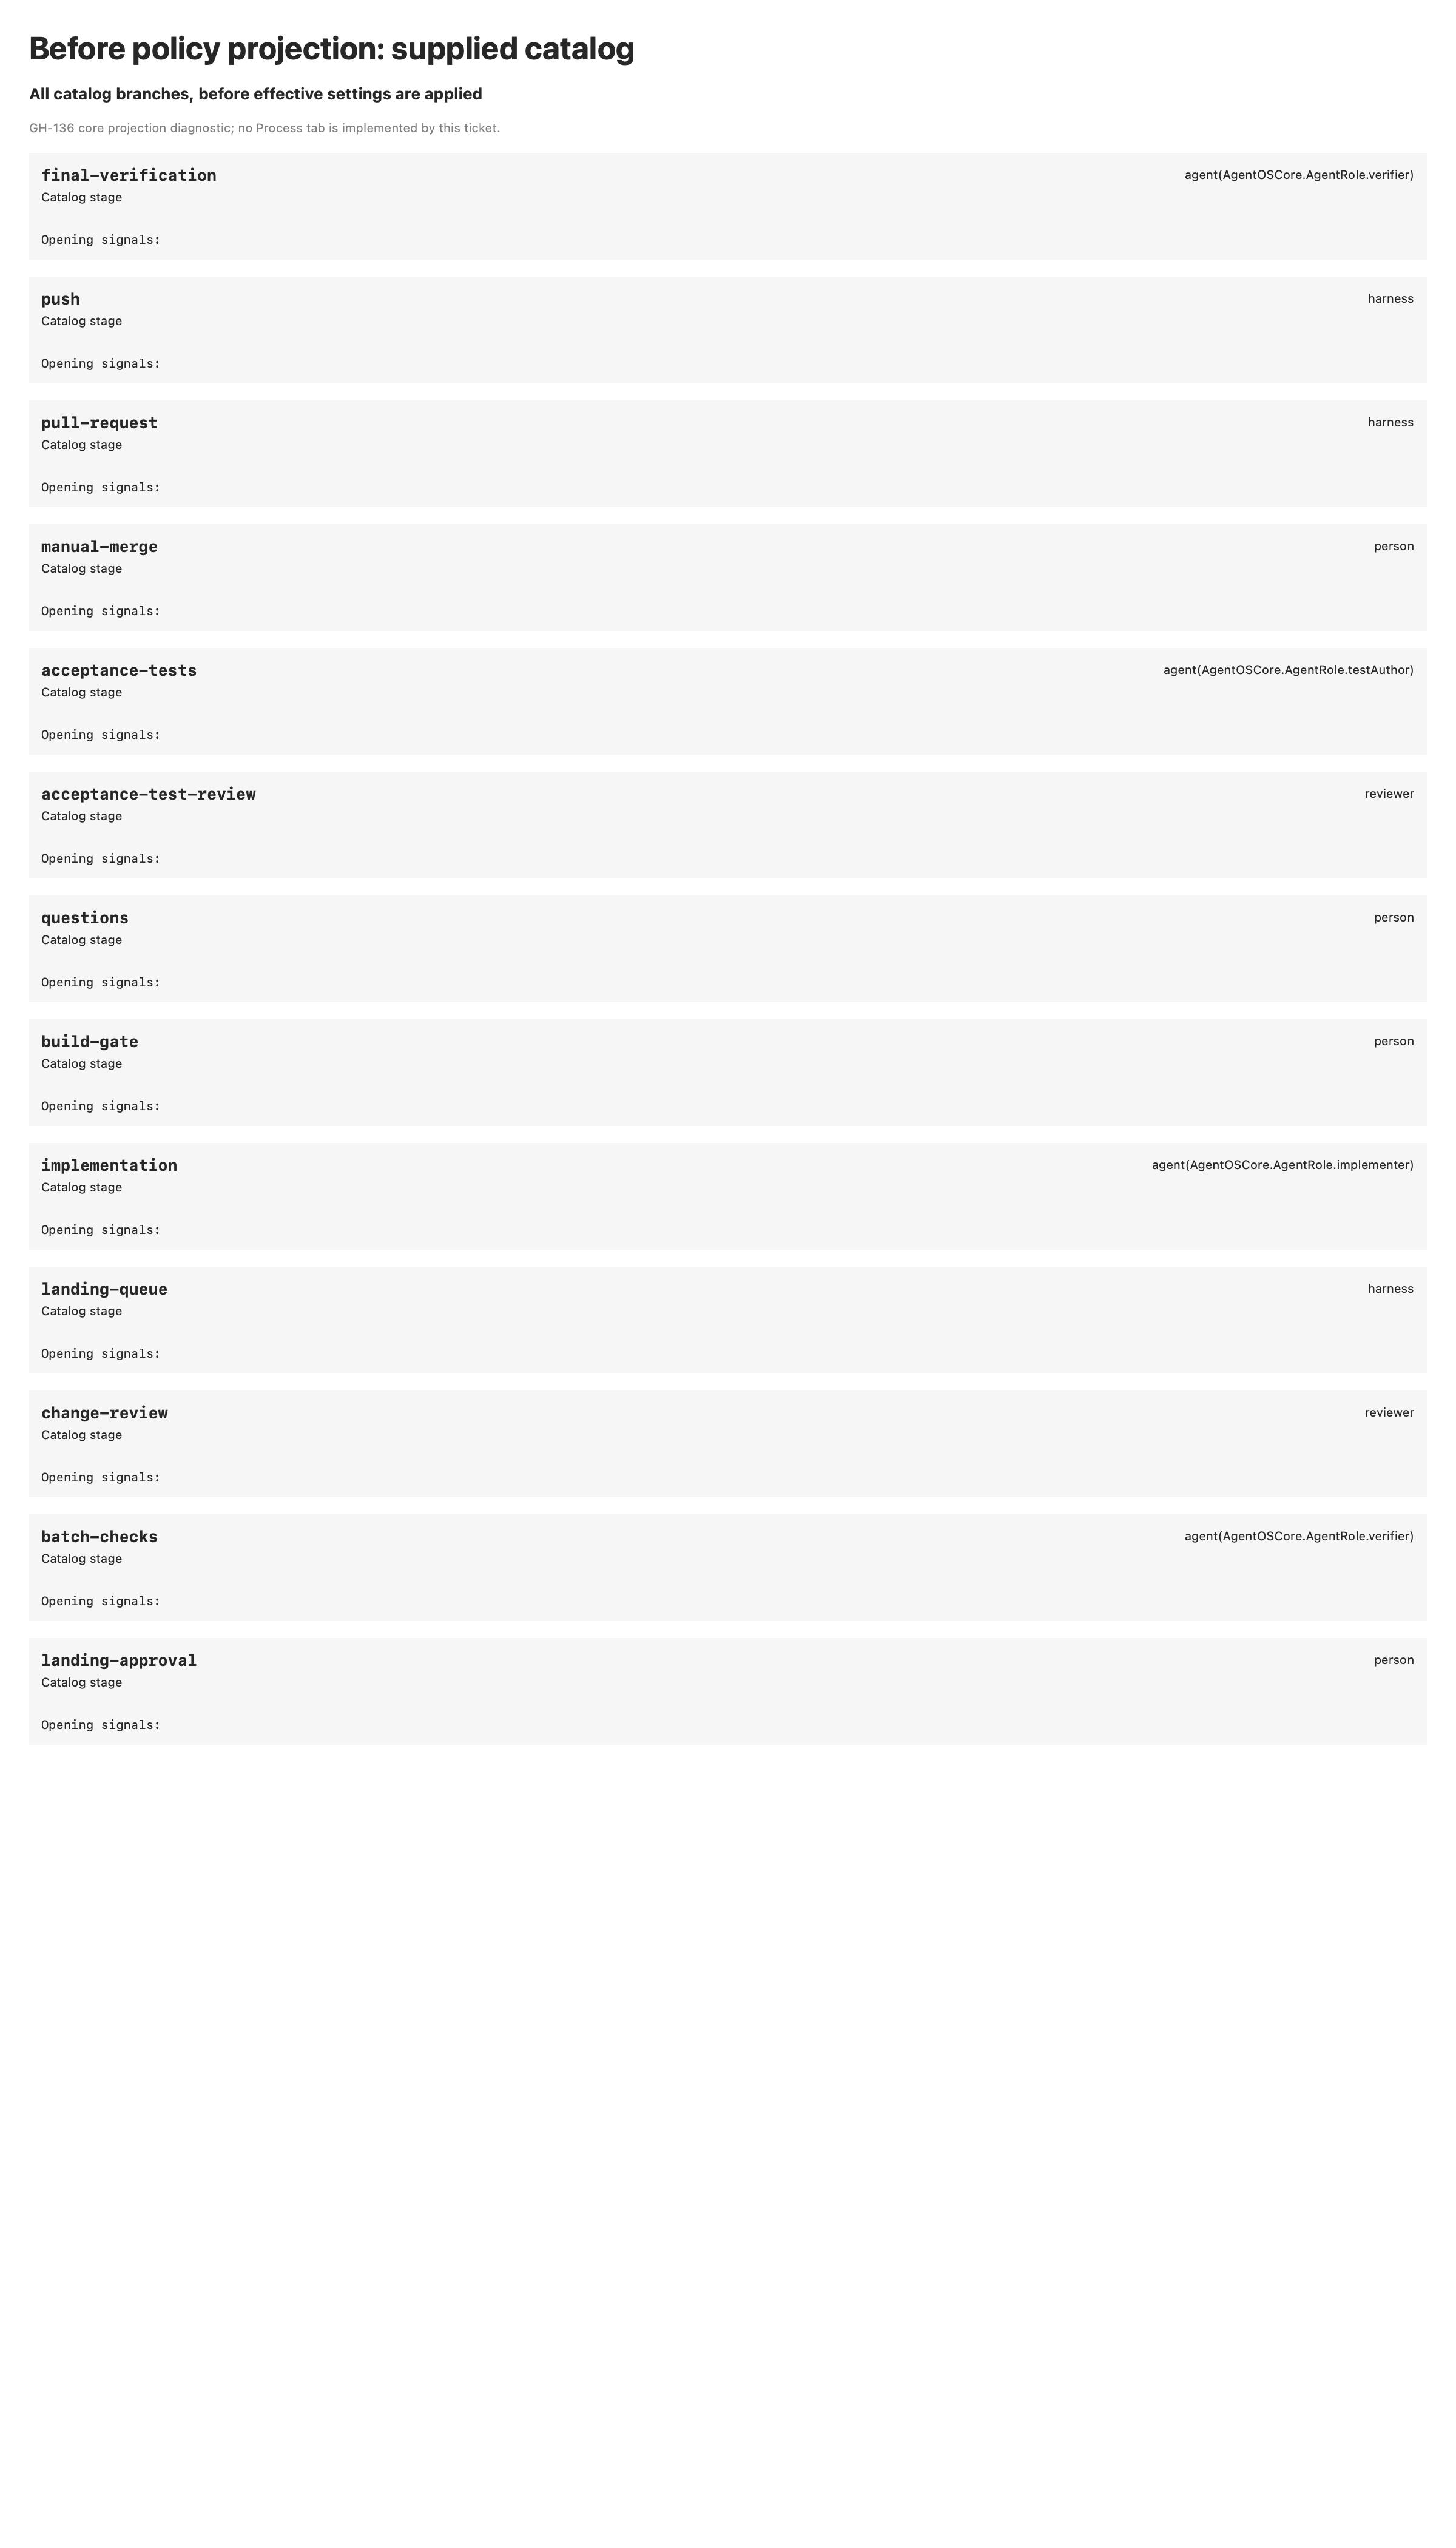 Before policy projection: supplied catalog
All catalog branches, before effective settings are applied
GH-136 core projection diagnostic; no Process tab is implemented by this ticket.
final-verification agent(AgentOSCore.AgentRole.verifier)
Catalog stage
Opening signals:
push harness
Catalog stage
Opening signals:
pull-request harness
Catalog stage
Opening signals:
manual-merge person
Catalog stage
Opening signals:
acceptance-tests agent(AgentOSCore.AgentRole.testAuthor)
Catalog stage
Opening signals:
acceptance-test-review reviewer
Catalog stage
Opening signals:
questions person
Catalog stage
Opening signals:
build-gate person
Catalog stage
Opening signals:
implementation agent(AgentOSCore.AgentRole.implementer)
Catalog stage
Opening signals:
landing-queue harness
Catalog stage
Opening signals:
change-review reviewer
Catalog stage
Opening signals:
batch-checks agent(AgentOSCore.AgentRole.verifier)
Catalog stage
Opening signals:
landing-approval person
Catalog stage
Opening signals: